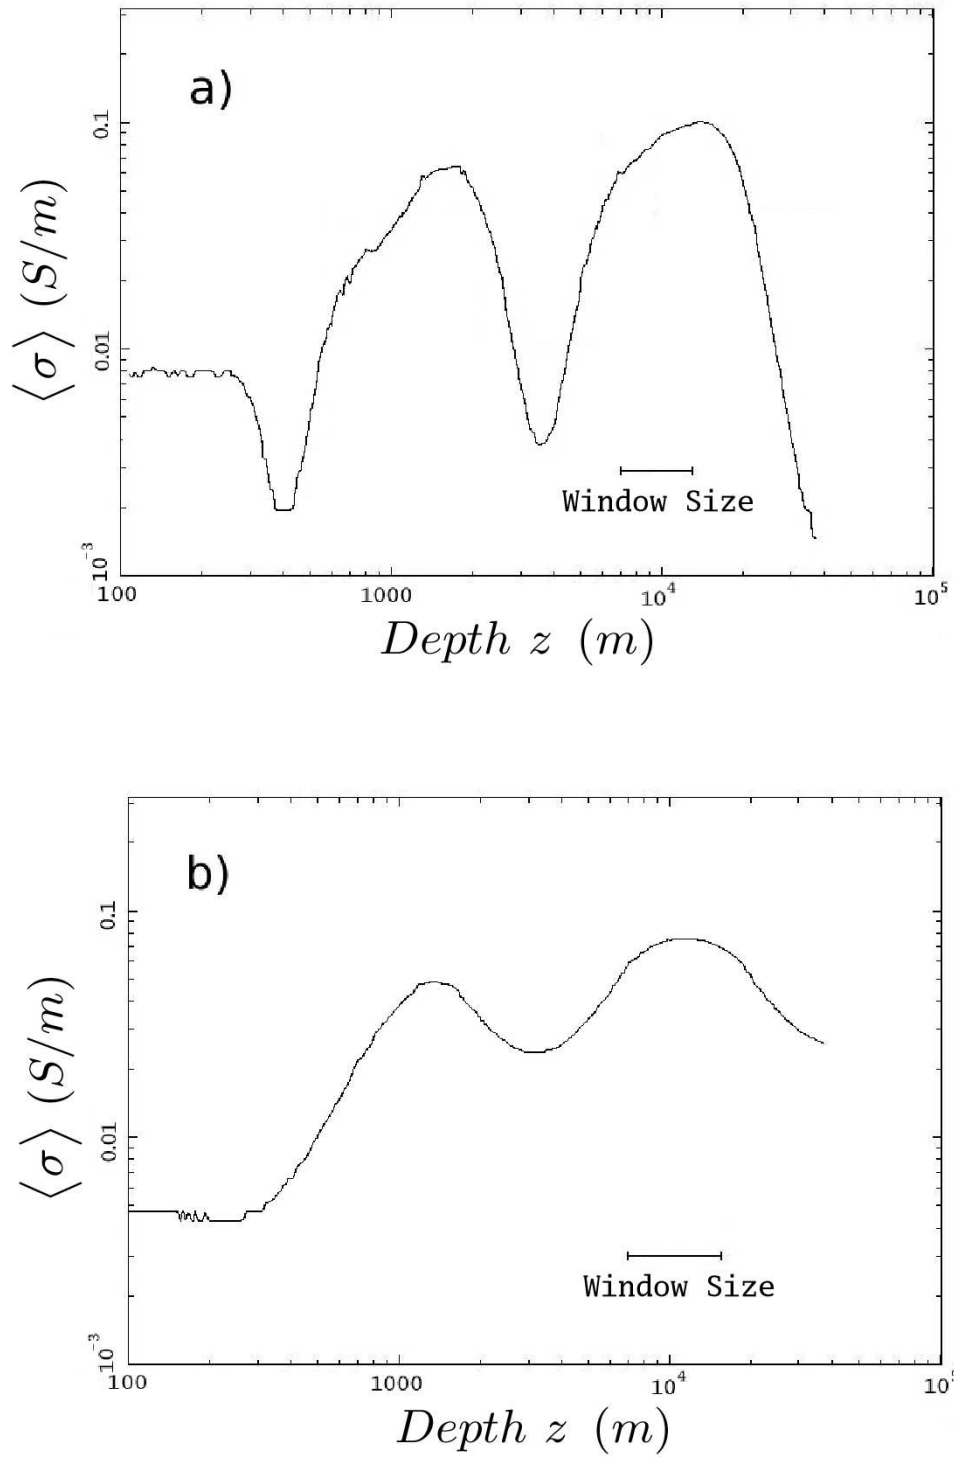 a)
0.1
0.01
10⁻³
⟨σ⟩ (S/m)
Window Size
100 1000 10⁴ 10⁵
Depth z (m)
b)
0.1
0.01
10⁻³
⟨σ⟩ (S/m)
Window Size
100 1000 10⁴ 10⁵
Depth z (m)